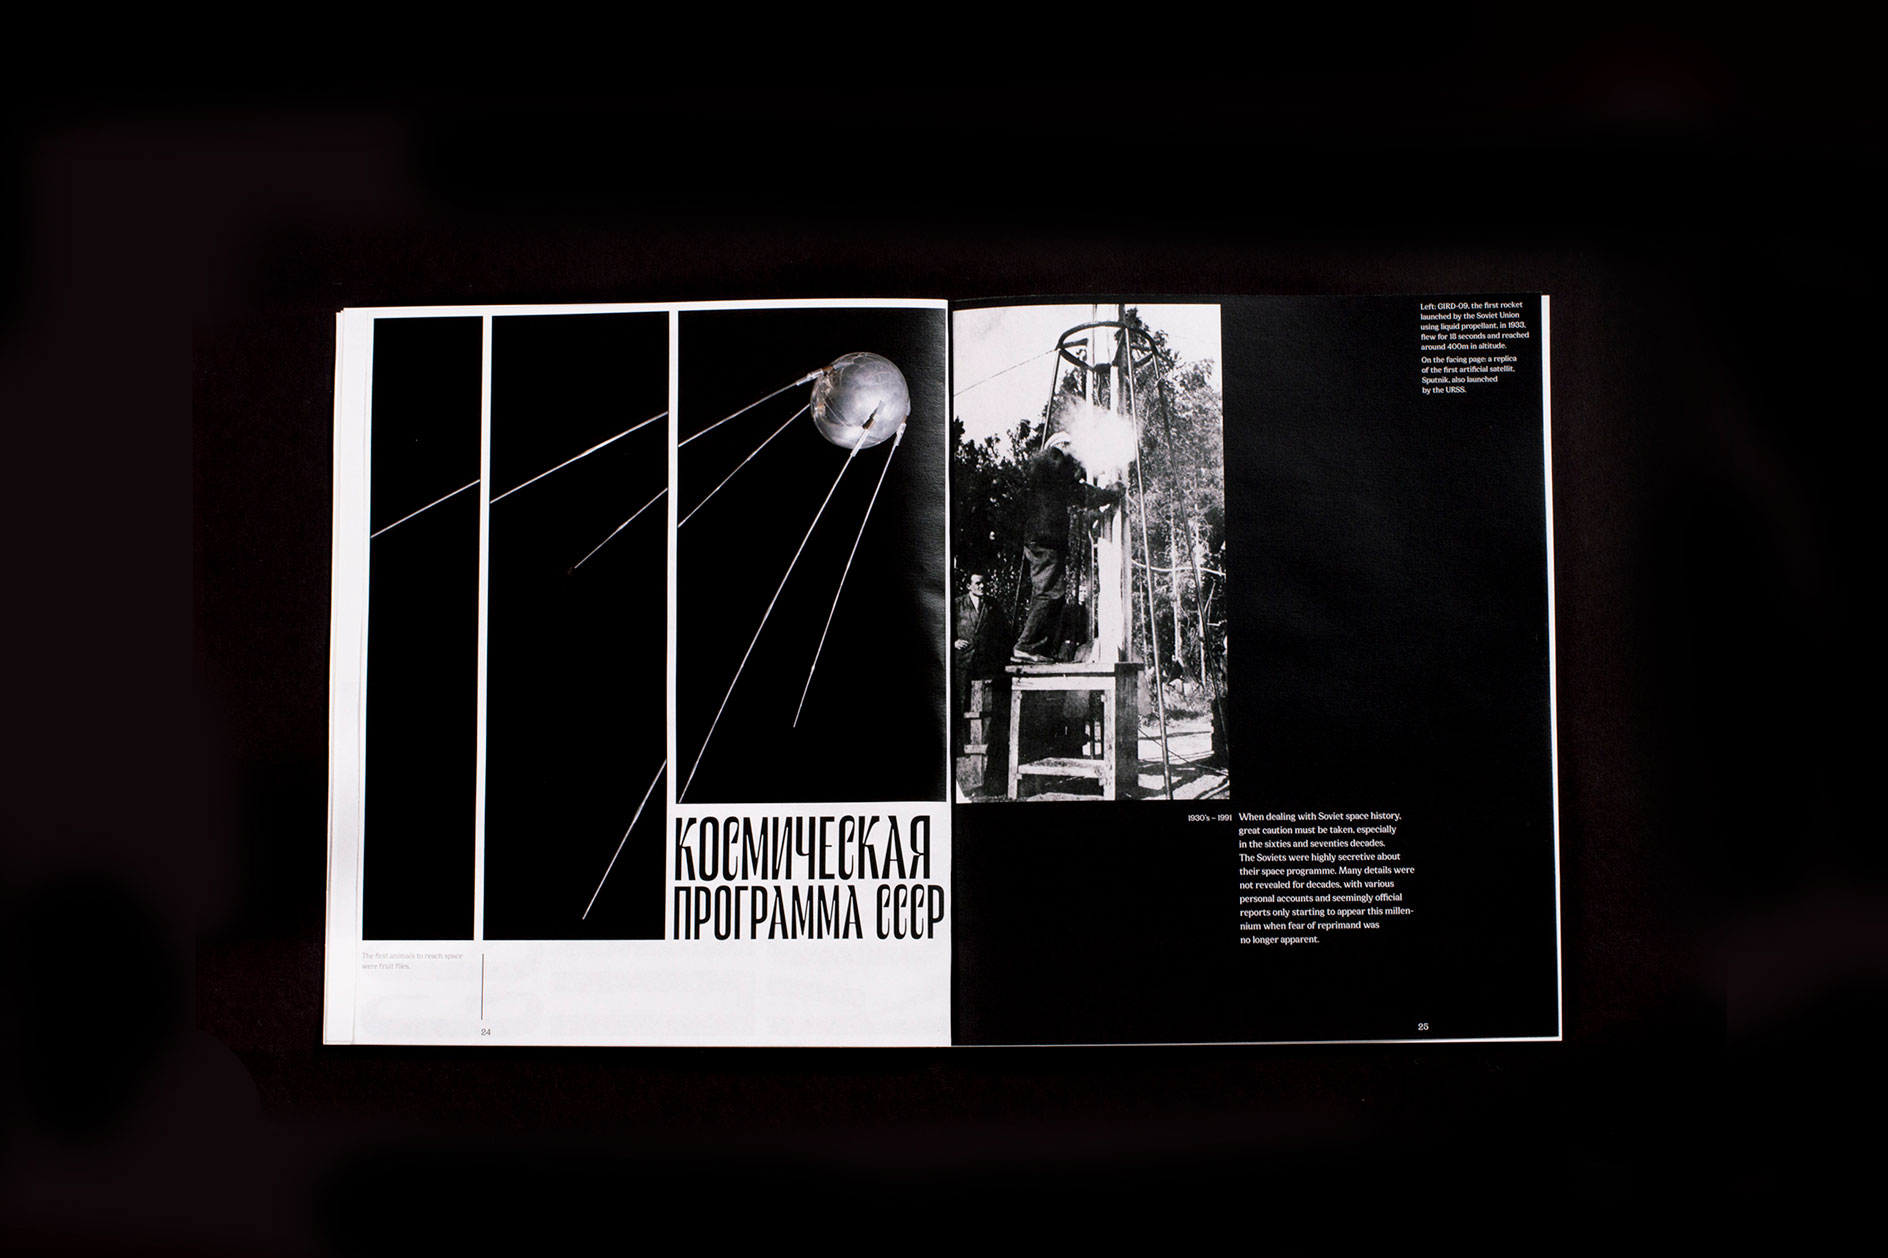 КОСМИЧЕСКАЯ
ПРОГРАММА СССР
The first animals to reach space
were fruit flies.
24
Left: GIRD-09, the first rocket
launched by the Soviet Union
using liquid propellant, in 1933,
flew for 18 seconds and reached
around 400m in altitude.
On the facing page: a replica
of the first artificial satellit,
Sputnik, also launched
by the URSS.
1930's – 1991
When dealing with Soviet space history,
great caution must be taken, especially
in the sixties and seventies decades.
The Soviets were highly secretive about
their space programme. Many details were
not revealed for decades, with various
personal accounts and seemingly official
reports only starting to appear this millen-
nium when fear of reprimand was
no longer apparent.
25